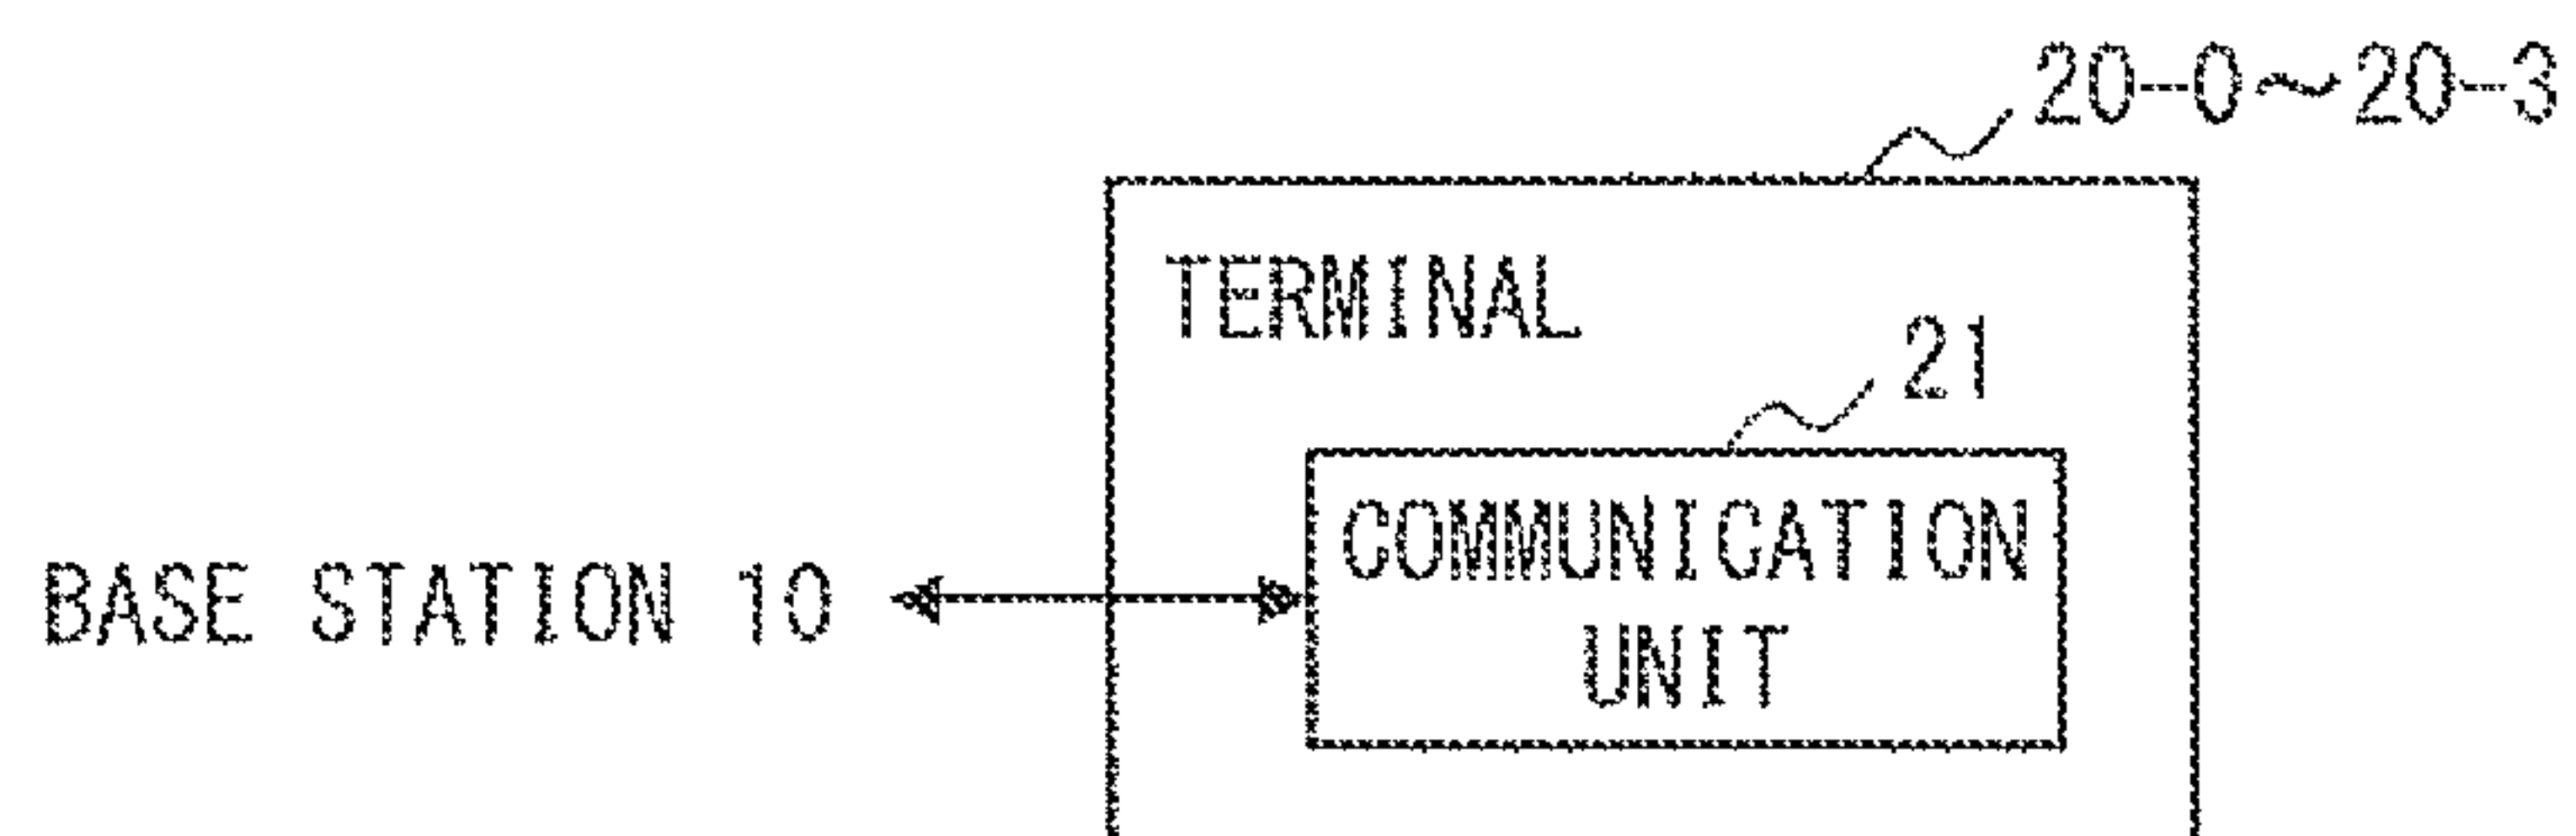 20-0～20-3
TERMINAL
21
COMMUNICATION
UNIT
BASE STATION 10